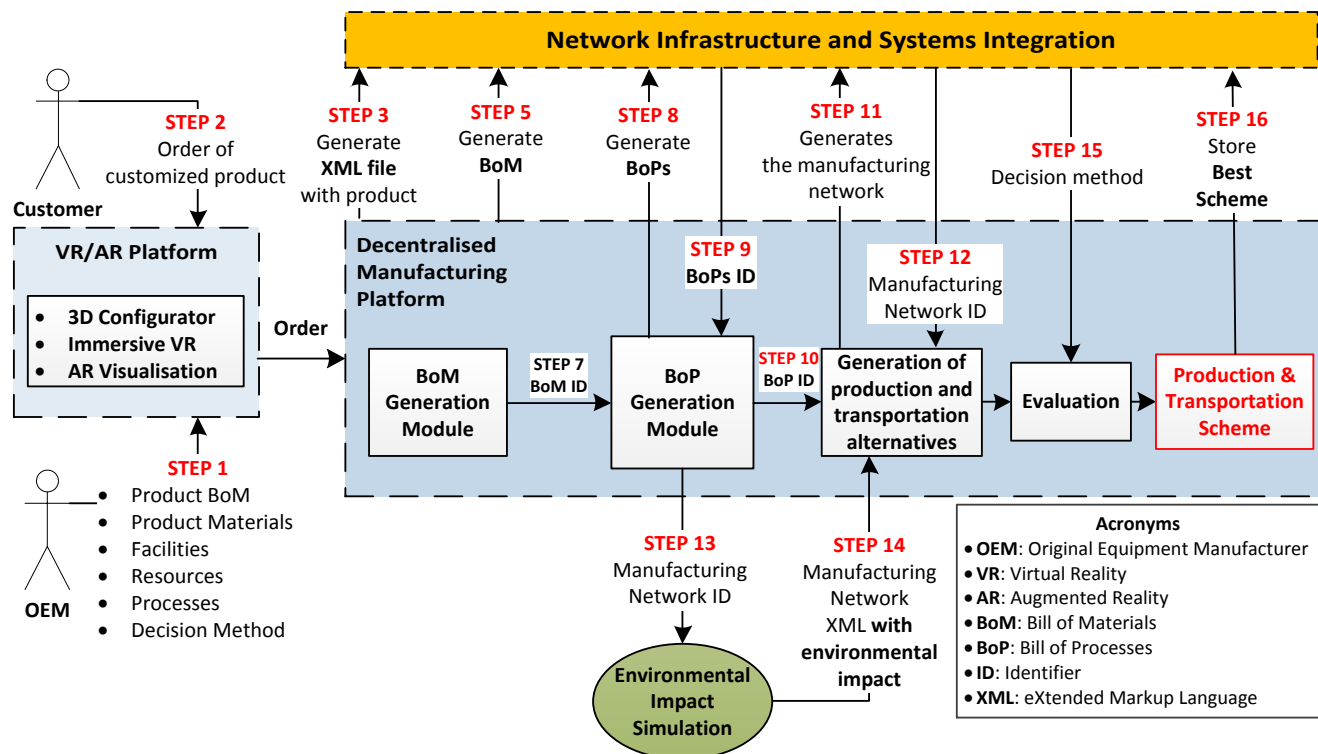 Network Infrastructure and Systems Integration
STEP 2
Order of
customized product
Customer
STEP 3
Generate
XML file
with product
STEP 5
Generate
BoM
STEP 8
Generate
BoPs
STEP 11
Generates
the manufacturing
network
STEP 15
Decision method
STEP 16
Store
Best
Scheme
VR/AR Platform
• 3D Configurator
• Immersive VR
• AR Visualisation
Order
Decentralised
Manufacturing
Platform
STEP 9
BoPs ID
STEP 12
Manufacturing
Network ID
BoM
Generation
Module
STEP 7
BoM ID
BoP
Generation
Module
STEP 10
BoP ID
Generation of
production and
transportation
alternatives
Evaluation
Production &
Transportation
Scheme
STEP 1
• Product BoM
• Product Materials
• Facilities
• Resources
• Processes
• Decision Method
OEM
STEP 13
Manufacturing
Network ID
STEP 14
Manufacturing
Network
XML with
environmental
impact
Environmental
Impact
Simulation
Acronyms
• OEM: Original Equipment Manufacturer
• VR: Virtual Reality
• AR: Augmented Reality
• BoM: Bill of Materials
• BoP: Bill of Processes
• ID: Identifier
• XML: eXtended Markup Language